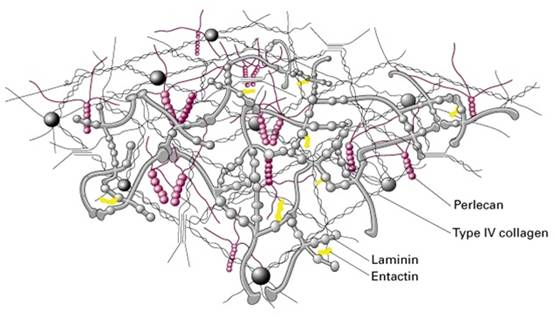 Perlecan
Type IV collagen
Laminin
Entactin